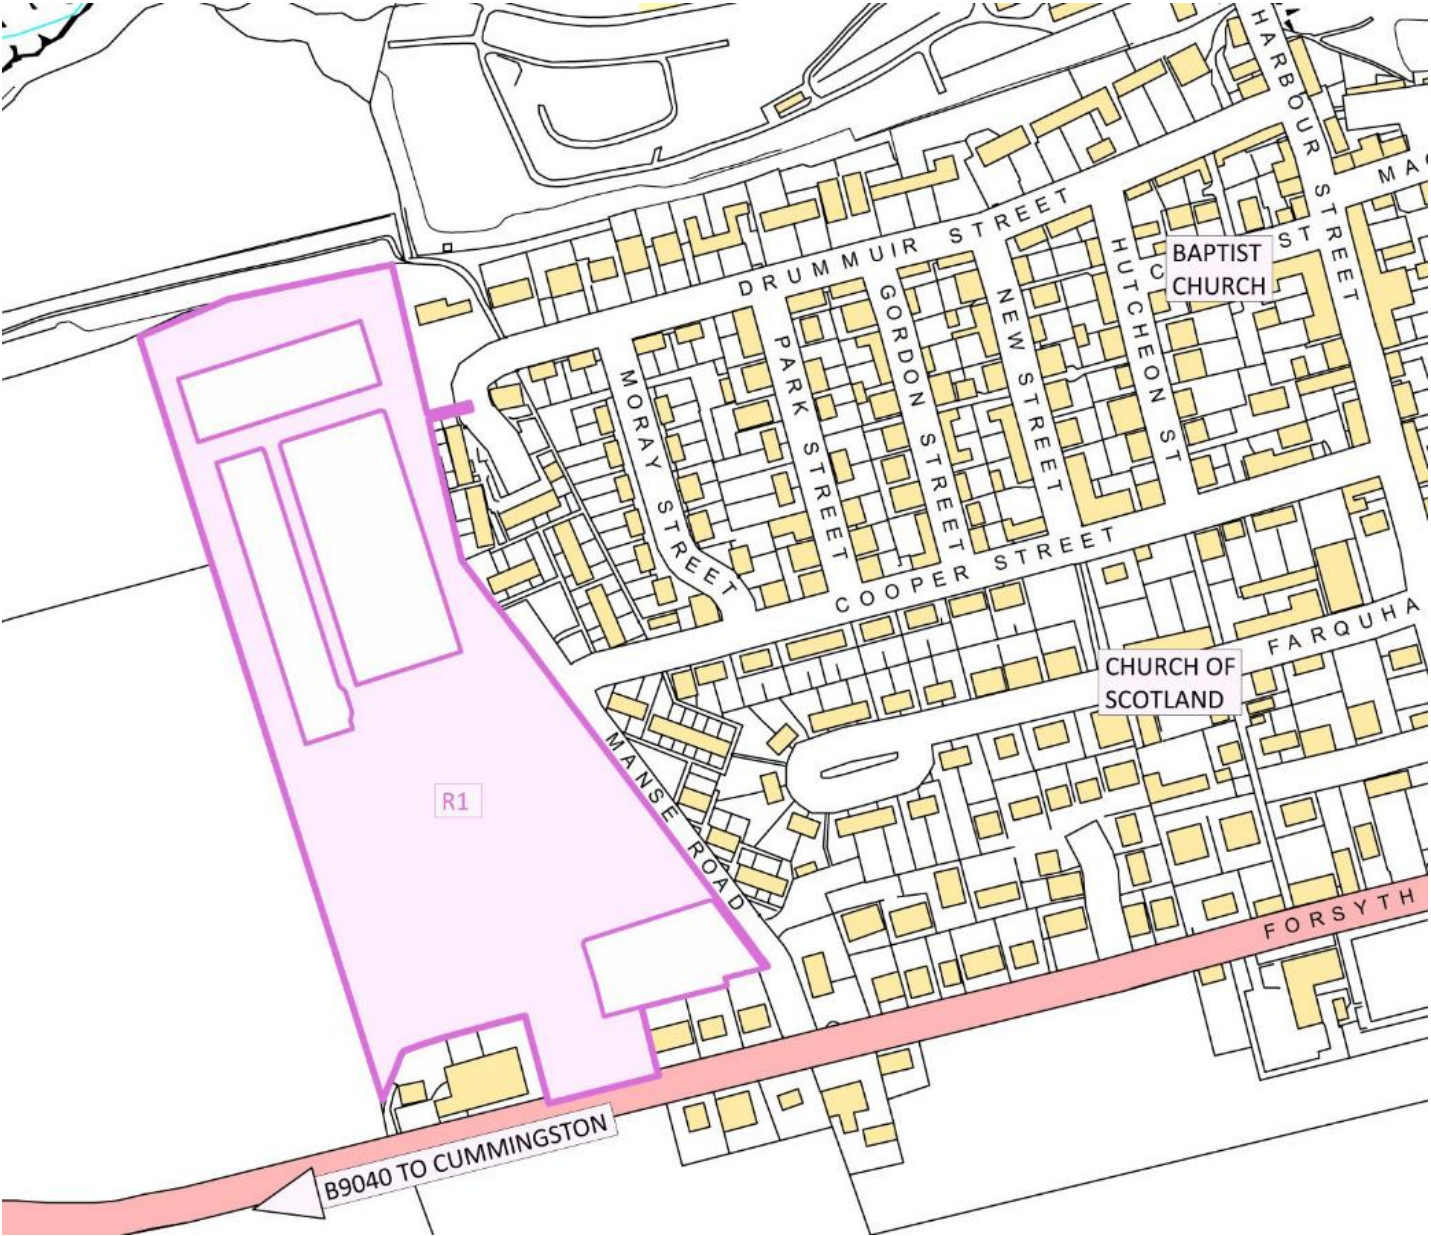 HARBOUR STREET
MAC
DRUMMUIR STREET
BAPTIST
CHURCH
C
ST
HUTCHEON ST
NEW STREET
GORDON STREET
PARK STREET
MORAY STREET
COOPER STREET
FARQUHA
CHURCH OF
SCOTLAND
MANSE ROAD
R1
FORSYTH
B9040 TO CUMMINGSTON